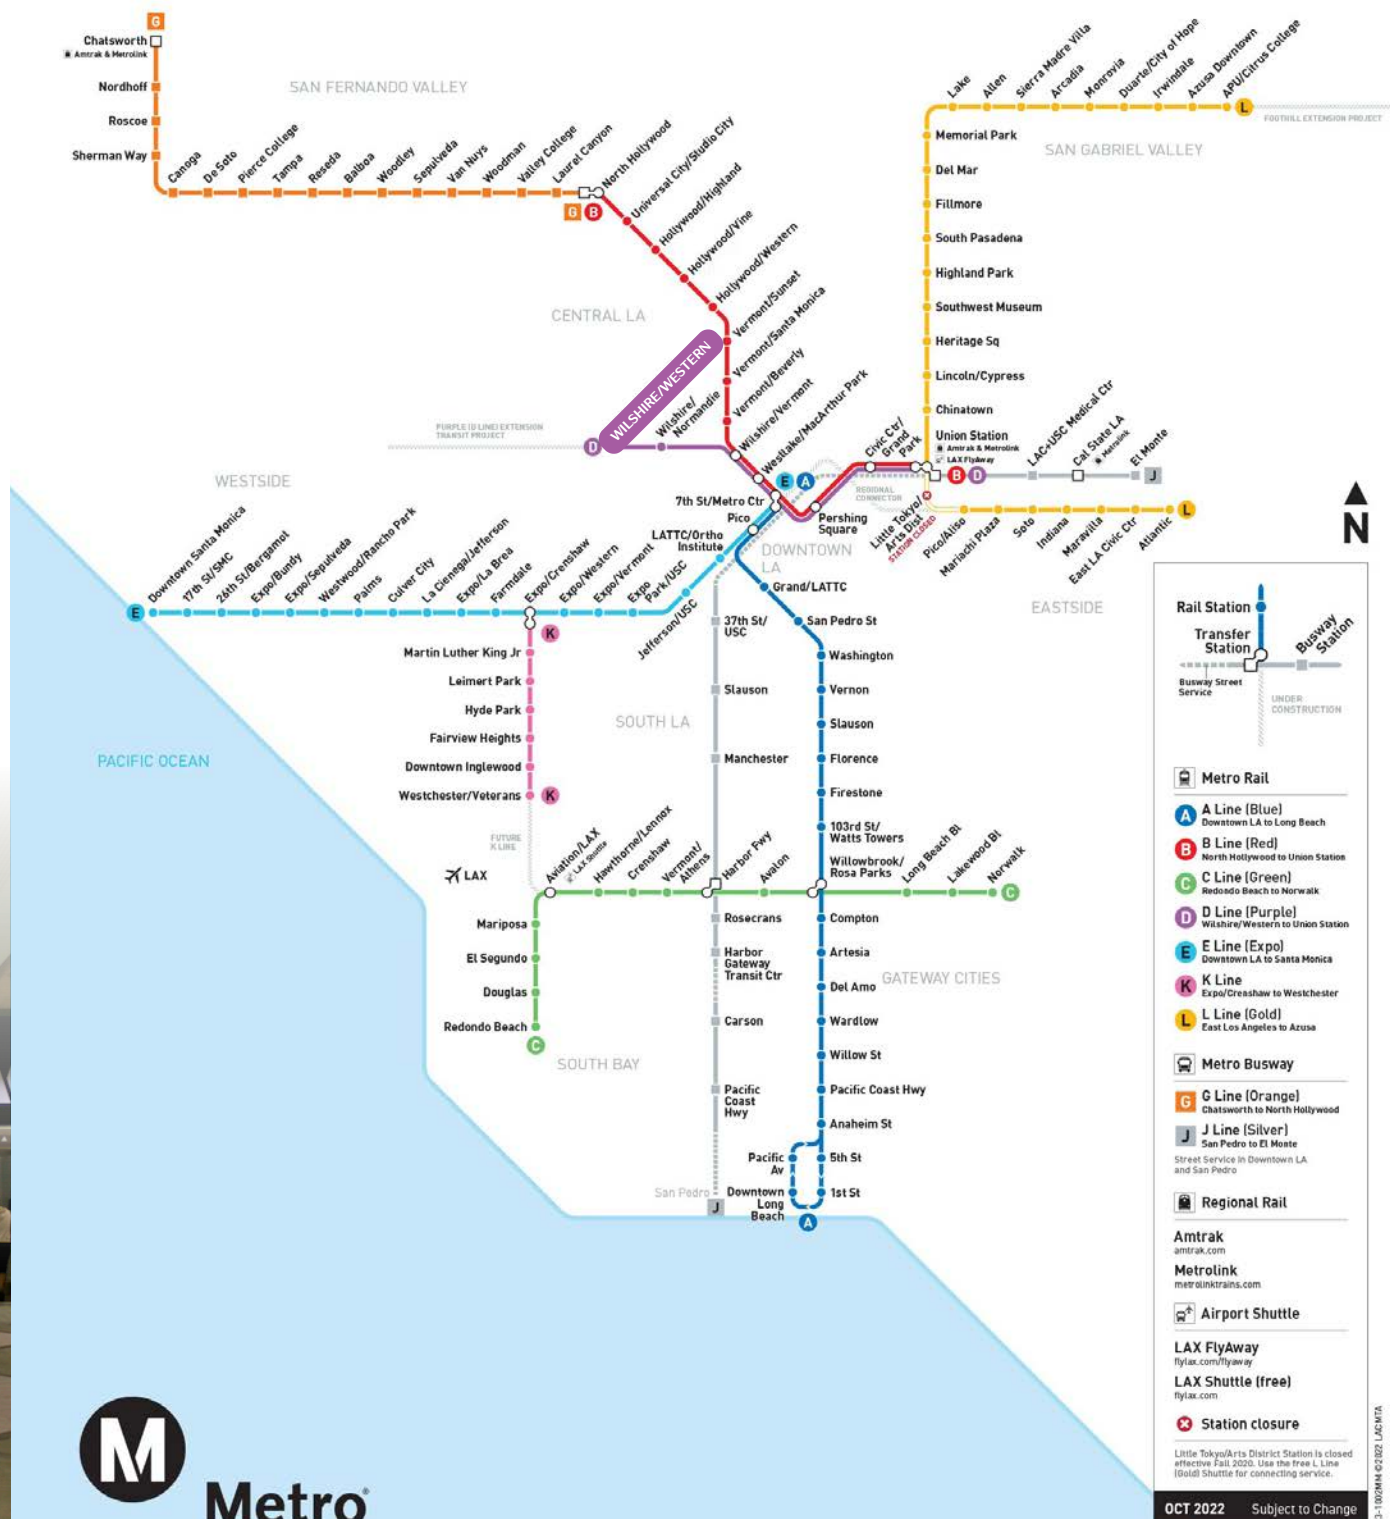 G
Chatsworth
Amtrak & Metrolink
Nordhoff
Roscoe
Sherman Way
SAN FERNANDO VALLEY
Canoga
De Soto
Pierce College
Tampa
Reseda
Balboa
Woodley
Sepulveda
Van Nuys
Woodman
Valley College
Laurel Canyon
North Hollywood
G
B
Universal City/Studio City
Hollywood/Highland
Hollywood/Vine
Hollywood/Western
Vermont/Sunset
Vermont/Santa Monica
Vermont/Beverly
Wilshire/Vermont
Westlake/MacArthur Park
CENTRAL LA
WILSHIRE/WESTERN
Wilshire/
Normandie
PURPLE (D LINE) EXTENSION
TRANSIT PROJECT
D
Lake
Allen
Sierra Madre Villa
Arcadia
Monrovia
Duarte/City of Hope
Irwindale
Azusa Downtown
APU/Citrus College
L
FOOTHILL EXTENSION PROJECT
Memorial Park
SAN GABRIEL VALLEY
Del Mar
Fillmore
South Pasadena
Highland Park
Southwest Museum
Heritage Sq
Lincoln/Cypress
Chinatown
Union Station
Amtrak & Metrolink
LAX FlyAway
Civic Ctr/
Grand
Park
B
D
LAC+USC Medical Ctr
Cal State LA
Metrolink
El Monte
J
E
A
REGIONAL
CONNECTOR
7th St/Metro Ctr
Pico
Pershing
Square
Little Tokyo/
Arts Dist
STATION CLOSED
Pico/Aliso
Mariachi Plaza
Soto
Indiana
Maravilla
East LA Civic Ctr
Atlantic
L
N
WESTSIDE
LATTC/Ortho
Institute
DOWNTOWN
LA
EASTSIDE
E
Downtown Santa Monica
17th St/SMC
26th St/Bergamot
Expo/Bundy
Expo/Sepulveda
Westwood/Rancho Park
Palms
Culver City
La Cienega/Jefferson
Expo/La Brea
Farmdale
Expo/Crenshaw
Expo/Western
Expo/Vermont
Expo
Park/USC
Jefferson/USC
K
Martin Luther King Jr
Leimert Park
Hyde Park
Fairview Heights
Downtown Inglewood
Westchester/Veterans
K
FUTURE
K LINE
SOUTH LA
PACIFIC OCEAN
37th St/
USC
Slauson
Manchester
Grand/LATTC
San Pedro St
Washington
Vernon
Slauson
Florence
Firestone
103rd St/
Watts Towers
Willowbrook/
Rosa Parks
LAX
Aviation/LAX
LAX Shuttle
Hawthorne/Lennox
Crenshaw
Vermont/
Athens
Harbor Fwy
Avalon
Long Beach Bl
Lakewood Bl
Norwalk
C
Mariposa
El Segundo
Douglas
Redondo Beach
C
SOUTH BAY
Rosecrans
Harbor
Gateway
Transit Ctr
Carson
Pacific
Coast
Hwy
San Pedro
J
Compton
Artesia
Del Amo
GATEWAY CITIES
Wardlow
Willow St
Pacific Coast Hwy
Anaheim St
Pacific
Av
5th St
Downtown
Long
Beach
1st St
A
Rail Station
Transfer
Station
Busway
Station
Busway Street
Service
UNDER
CONSTRUCTION
Metro Rail
A
A Line (Blue)
Downtown LA to Long Beach
B
B Line (Red)
North Hollywood to Union Station
C
C Line (Green)
Redondo Beach to Norwalk
D
D Line (Purple)
Wilshire/Western to Union Station
E
E Line (Expo)
Downtown LA to Santa Monica
K
K Line
Expo/Crenshaw to Westchester
L
L Line (Gold)
East Los Angeles to Azusa
Metro Busway
G
G Line (Orange)
Chatsworth to North Hollywood
J
J Line (Silver)
San Pedro to El Monte
Street Service in Downtown LA
and San Pedro
Regional Rail
Amtrak
amtrak.com
Metrolink
metrolinktrains.com
Airport Shuttle
LAX FlyAway
flylax.com/flyaway
LAX Shuttle (free)
flylax.com
Station closure
Little Tokyo/Arts District Station is closed
effective Fall 2020. Use the free L Line
(Gold) Shuttle for connecting service.
OCT 2022 Subject to Change
M
Metro